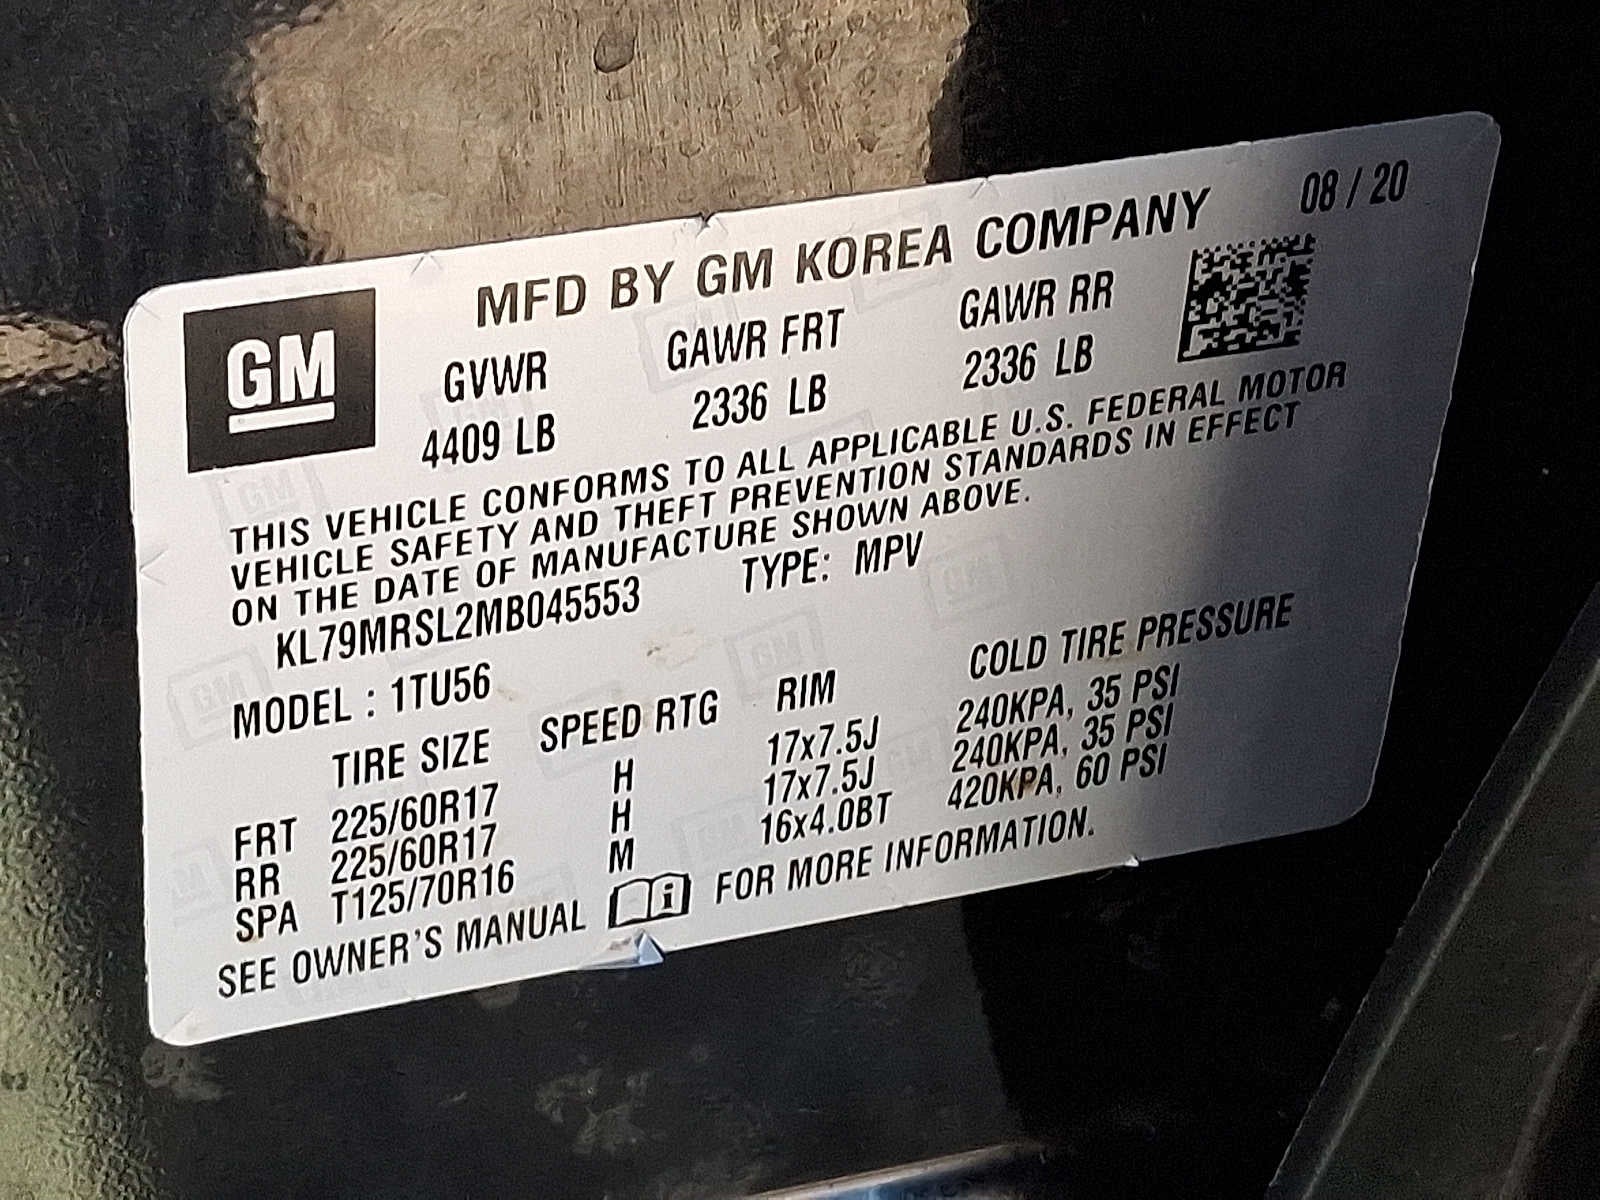 MFD BY GM KOREA COMPANY 08 / 20
GM
GVWR GAWR FRT GAWR RR
4409 LB 2336 LB 2336 LB
THIS VEHICLE CONFORMS TO ALL APPLICABLE U.S. FEDERAL MOTOR
VEHICLE SAFETY AND THEFT PREVENTION STANDARDS IN EFFECT
ON THE DATE OF MANUFACTURE SHOWN ABOVE.
KL79MRSL2MB045553 TYPE: MPV
MODEL : 1TU56
TIRE SIZE SPEED RTG RIM COLD TIRE PRESSURE
FRT 225/60R17 H 17x7.5J 240KPA, 35 PSI
RR 225/60R17 H 17x7.5J 240KPA, 35 PSI
SPA T125/70R16 M 16x4.0BT 420KPA, 60 PSI
SEE OWNER'S MANUAL i FOR MORE INFORMATION.